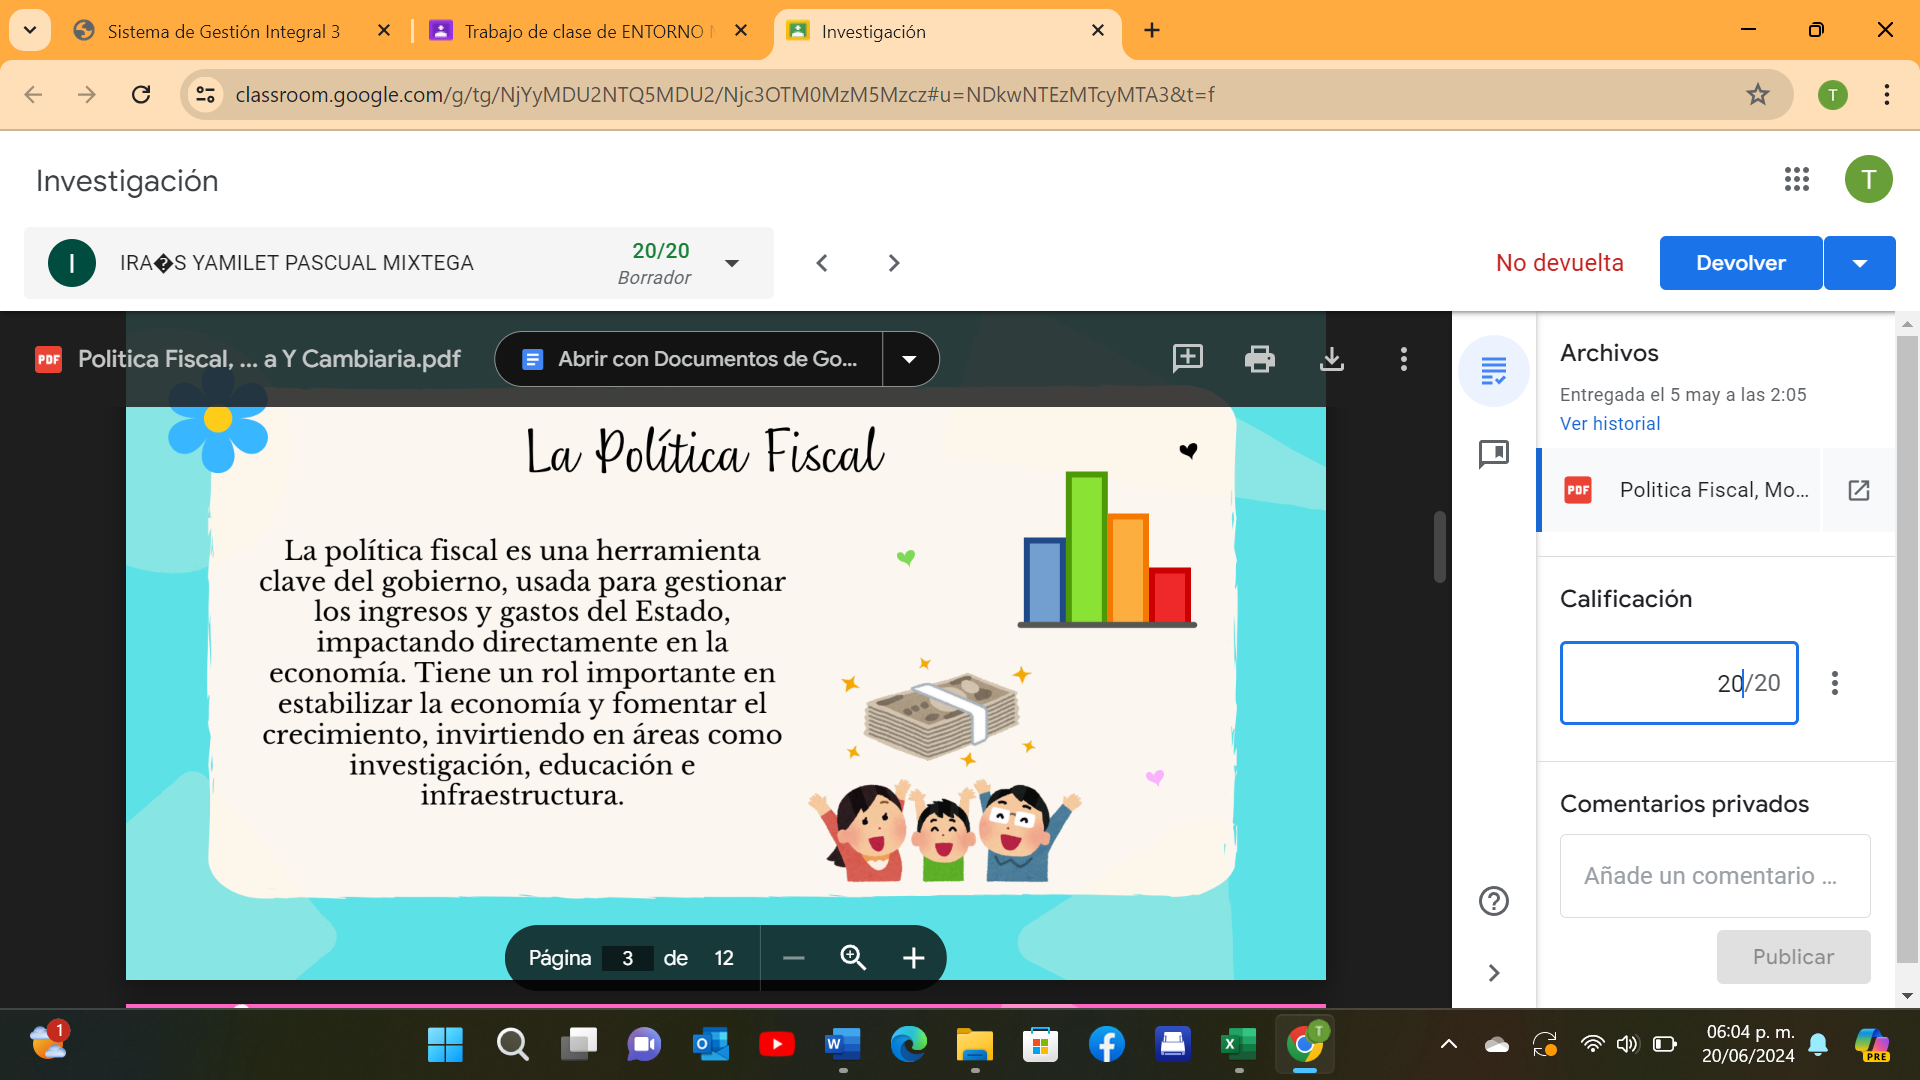 Sistema de Gestión Integral 3
Trabajo de clase de ENTORNO
Investigación
classroom.google.com/g/tg/NjYyMDU2NTQ5MDU2/Njc3OTM0MzM5Mzcz#u=NDkwNTEzMTcyMTA3&t=f
T
Investigación
T
I
IRA�S YAMILET PASCUAL MIXTEGA
20/20
Borrador
No devuelta
Devolver
PDF
Politica Fiscal, ... a Y Cambiaria.pdf
Abrir con Documentos de Go...
La Política Fiscal
La política fiscal es una herramienta
clave del gobierno, usada para gestionar
los ingresos y gastos del Estado,
impactando directamente en la
economía. Tiene un rol importante en
estabilizar la economía y fomentar el
crecimiento, invirtiendo en áreas como
investigación, educación e
infraestructura.
Página 3 de 12
Archivos
Entregada el 5 may a las 2:05
Ver historial
PDF
Politica Fiscal, Mo...
Calificación
20/20
Comentarios privados
Añade un comentario ...
Publicar
1
T
06:04 p. m.
20/06/2024
PRE